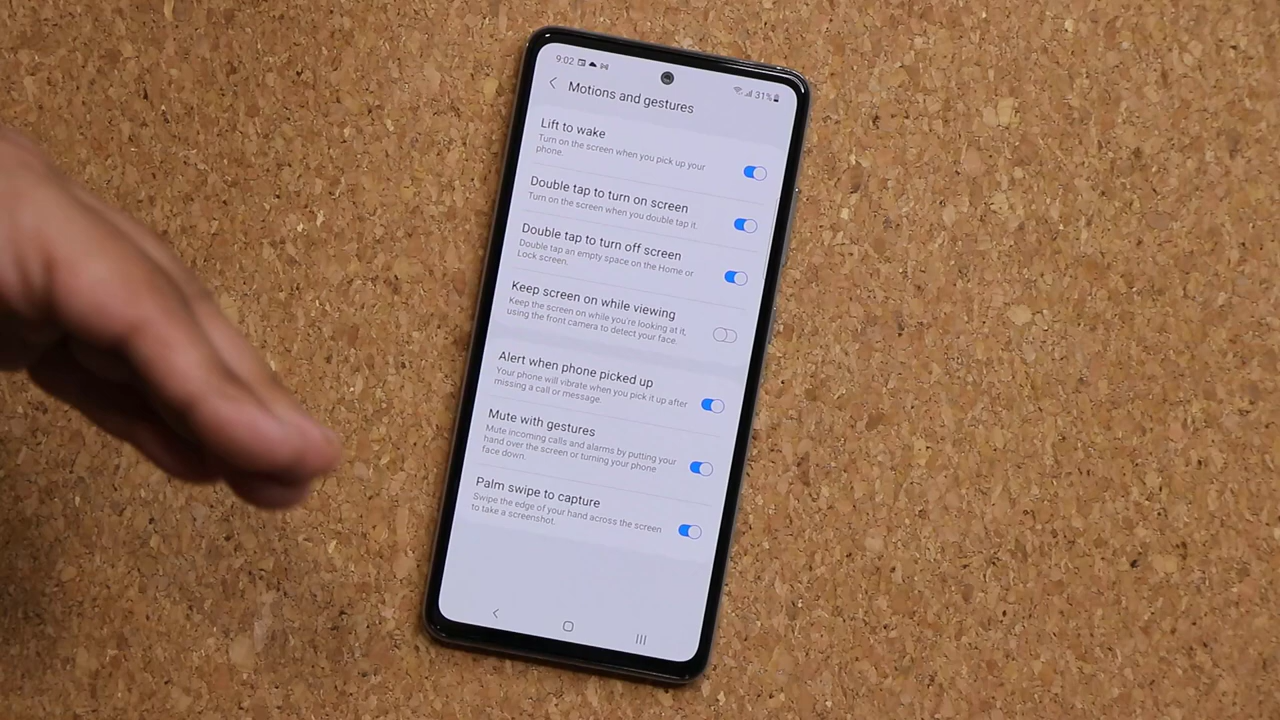 9:02
31%
Motions and gestures
Lift to wake
Turn on the screen when you pick up your
phone.
Double tap to turn on screen
Turn on the screen when you double tap it.
Double tap to turn off screen
Double tap an empty space on the Home or
Lock screen.
Keep screen on while viewing
Keep the screen on while you're looking at it,
using the front camera to detect your face.
Alert when phone picked up
Your phone will vibrate when you pick it up after
missing a call or message.
Mute with gestures
Mute incoming calls and alarms by putting your
hand over the screen or turning your phone
face down.
Palm swipe to capture
Swipe the edge of your hand across the screen
to take a screenshot.